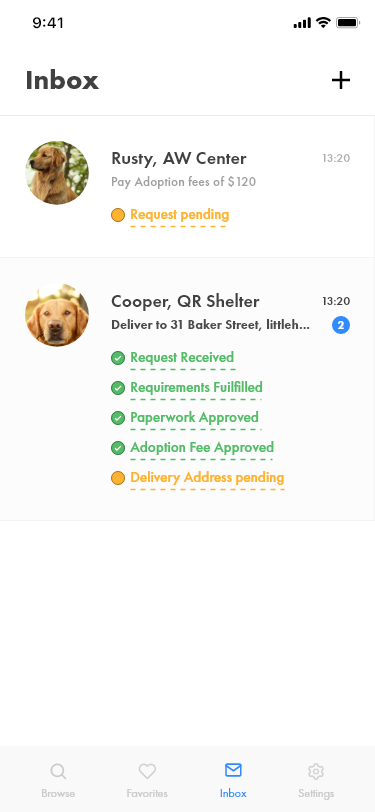 9:41
Inbox
Rusty, AW Center 13:20
Pay Adoption fees of $120
Request pending
Cooper, QR Shelter 13:20
Deliver to 31 Baker Street, littleh... 2
Request Received
Requirements Fuilfilled
Paperwork Approved
Adoption Fee Approved
Delivery Address pending
Browse Favorites Inbox Settings